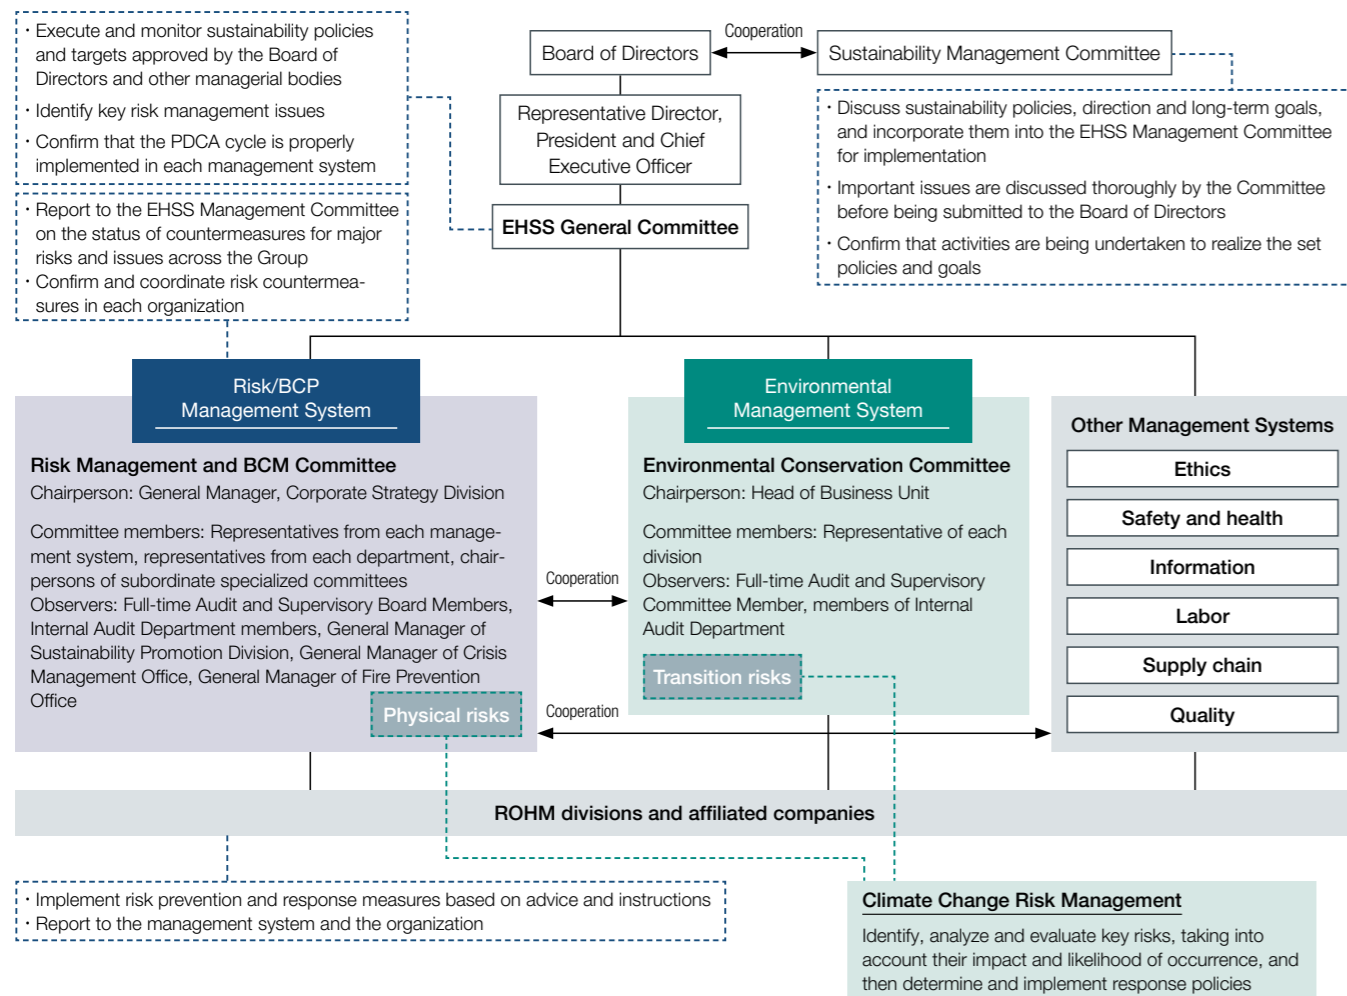 · Execute and monitor sustainability policies
and targets approved by the Board of
Directors and other managerial bodies
· Identify key risk management issues
· Confirm that the PDCA cycle is properly
implemented in each management system
· Report to the EHSS Management Committee
on the status of countermeasures for major
risks and issues across the Group
· Confirm and coordinate risk countermea-
sures in each organization
Board of Directors
Cooperation
Sustainability Management Committee
Representative Director,
President and Chief
Executive Officer
EHSS General Committee
· Discuss sustainability policies, direction and long-term goals,
and incorporate them into the EHSS Management Committee
for implementation
· Important issues are discussed thoroughly by the Committee
before being submitted to the Board of Directors
· Confirm that activities are being undertaken to realize the set
policies and goals
Risk/BCP
Management System
Risk Management and BCM Committee
Chairperson: General Manager, Corporate Strategy Division
Committee members: Representatives from each manage-
ment system, representatives from each department, chair-
persons of subordinate specialized committees
Observers: Full-time Audit and Supervisory Board Members,
Internal Audit Department members, General Manager of
Sustainability Promotion Division, General Manager of Crisis
Management Office, General Manager of Fire Prevention
Office
Physical risks
Cooperation
Cooperation
Environmental
Management System
Environmental Conservation Committee
Chairperson: Head of Business Unit
Committee members: Representative of each
division
Observers: Full-time Audit and Supervisory
Committee Member, members of Internal
Audit Department
Transition risks
Other Management Systems
Ethics
Safety and health
Information
Labor
Supply chain
Quality
ROHM divisions and affiliated companies
· Implement risk prevention and response measures based on advice and instructions
· Report to the management system and the organization
Climate Change Risk Management
Identify, analyze and evaluate key risks, taking into
account their impact and likelihood of occurrence, and
then determine and implement response policies